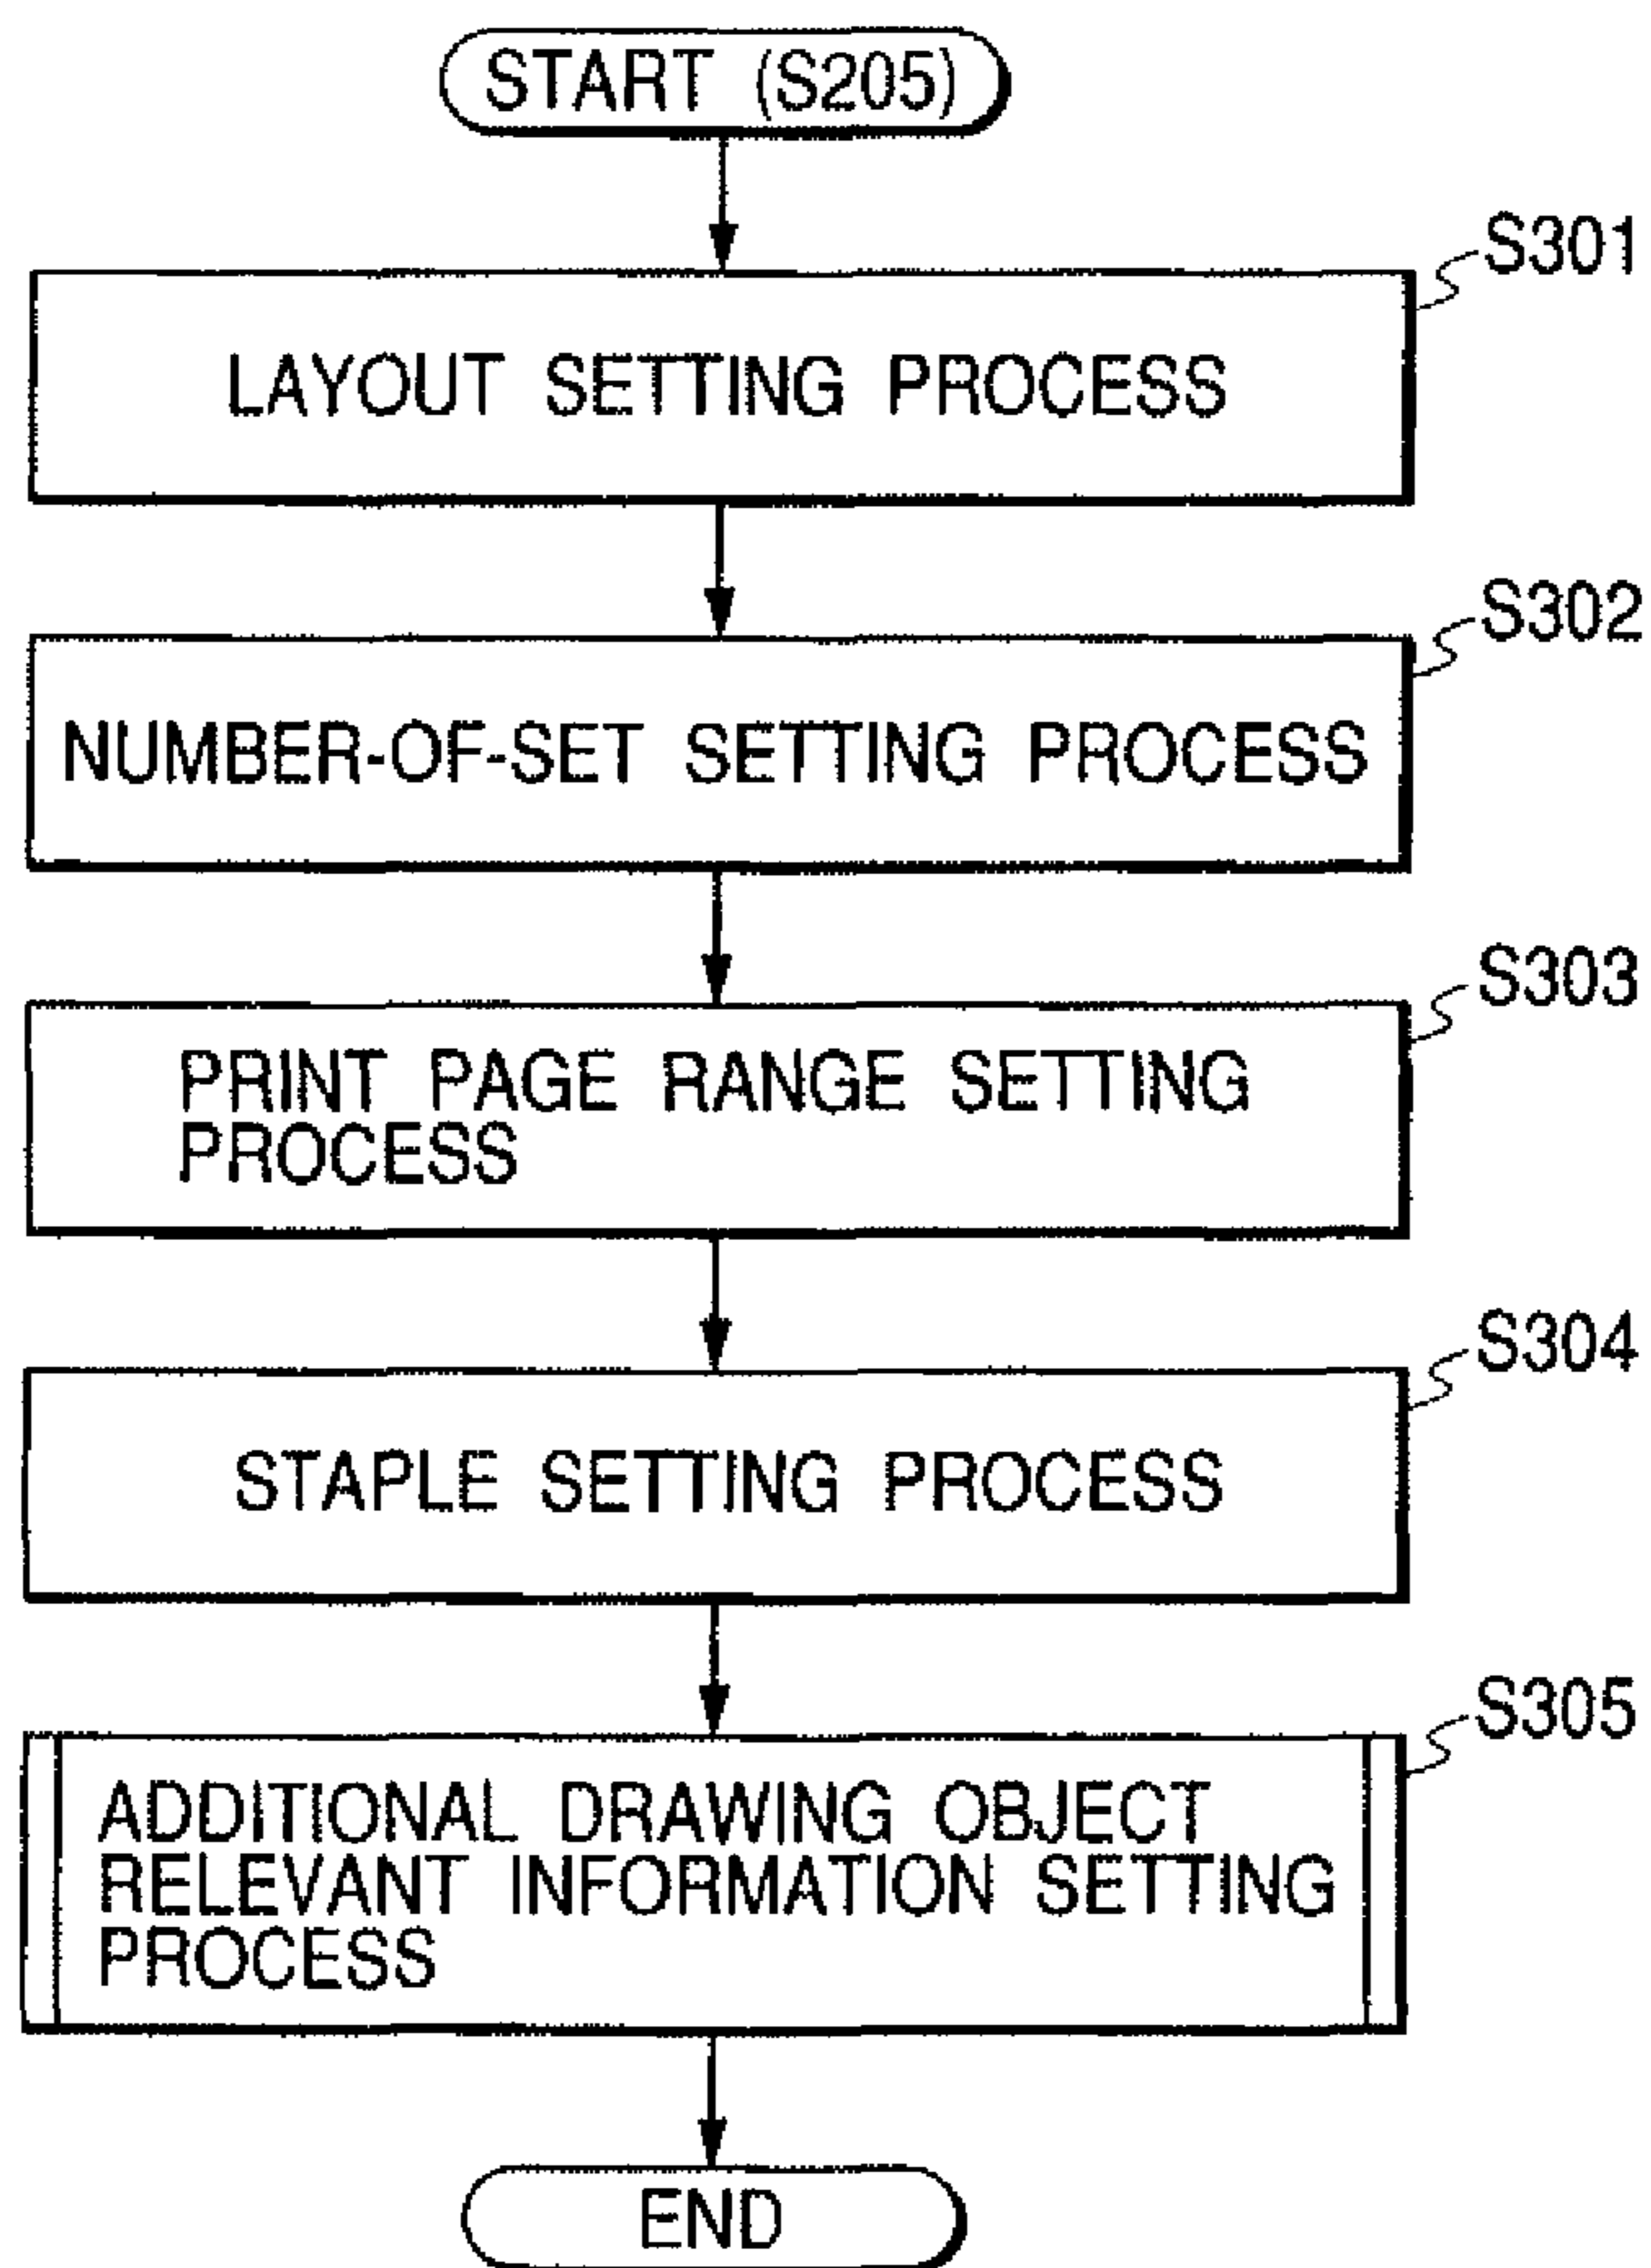 START (S205)
S301
LAYOUT SETTING PROCESS
S302
NUMBER-OF-SET SETTING PROCESS
S303
PRINT PAGE RANGE SETTING
PROCESS
S304
STAPLE SETTING PROCESS
S305
ADDITIONAL DRAWING OBJECT
RELEVANT INFORMATION SETTING
PROCESS
END